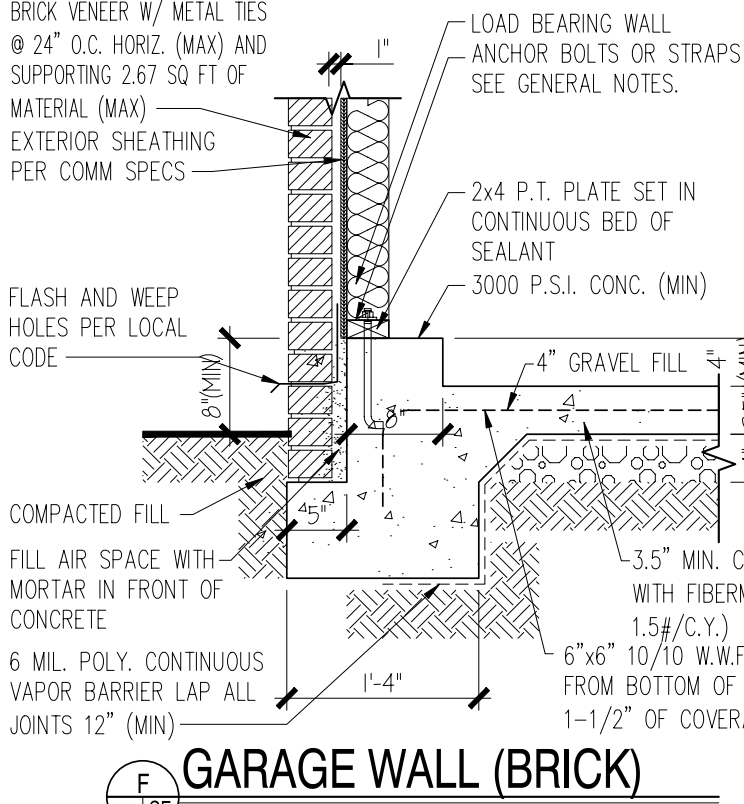 BRICK VENEER W/ METAL TIES
@ 24" O.C. HORIZ. (MAX) AND
SUPPORTING 2.67 SQ FT OF
MATERIAL (MAX)
EXTERIOR SHEATHING
PER COMM SPECS
FLASH AND WEEP
HOLES PER LOCAL
CODE
8"(MIN)
COMPACTED FILL
FILL AIR SPACE WITH
MORTAR IN FRONT OF
CONCRETE
6 MIL. POLY. CONTINUOUS
VAPOR BARRIER LAP ALL
JOINTS 12" (MIN)
1"
LOAD BEARING WALL
ANCHOR BOLTS OR STRAPS
SEE GENERAL NOTES.
2x4 P.T. PLATE SET IN
CONTINUOUS BED OF
SEALANT
3000 P.S.I. CONC. (MIN)
4" GRAVEL FILL
4"
8"
5"
1'-4"
3.5" MIN.
WITH
1.5#/C.Y.)
6"x6" 10/10
FROM BOTTOM OF
1-1/2" OF
GARAGE WALL (BRICK)
F